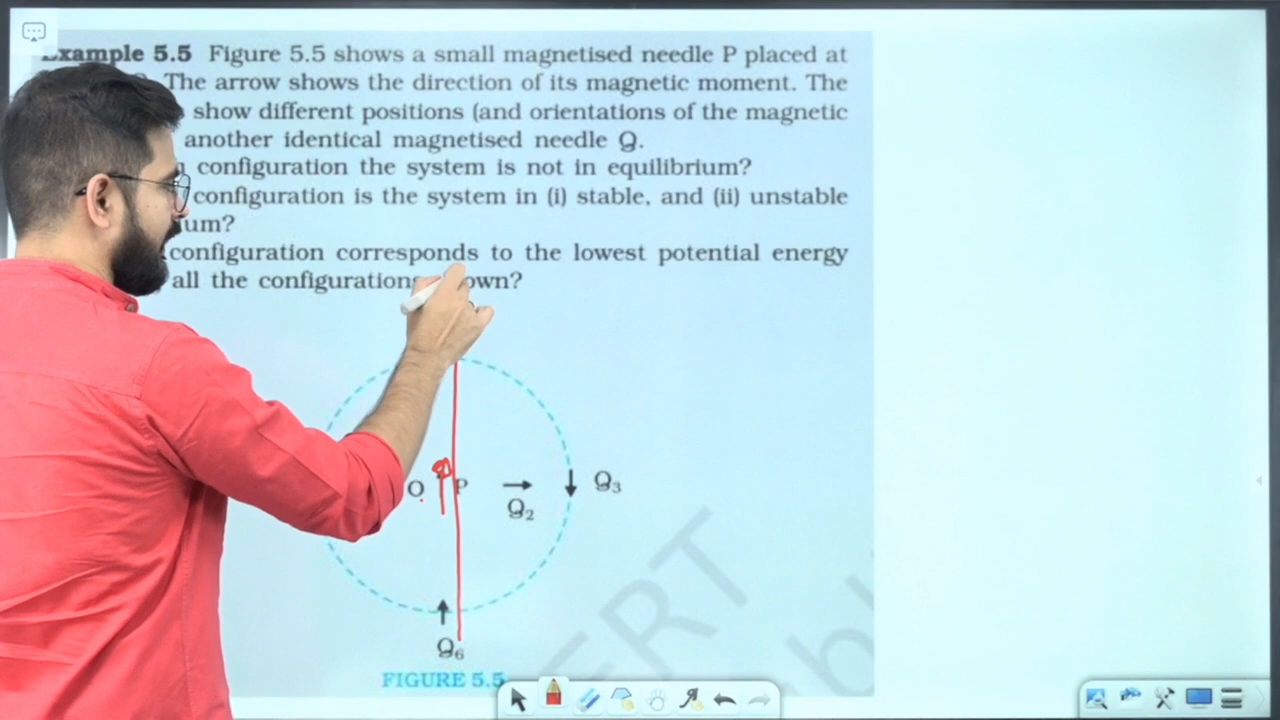 Example 5.5 Figure 5.5 shows a small magnetised needle P placed at
The arrow shows the direction of its magnetic moment. The
show different positions (and orientations of the magnetic
another identical magnetised needle Q.
configuration the system is not in equilibrium?
configuration is the system in (i) stable, and (ii) unstable
configuration corresponds to the lowest potential energy
all the configurations
O P Q2 Q3
Q6
FIGURE 5.5